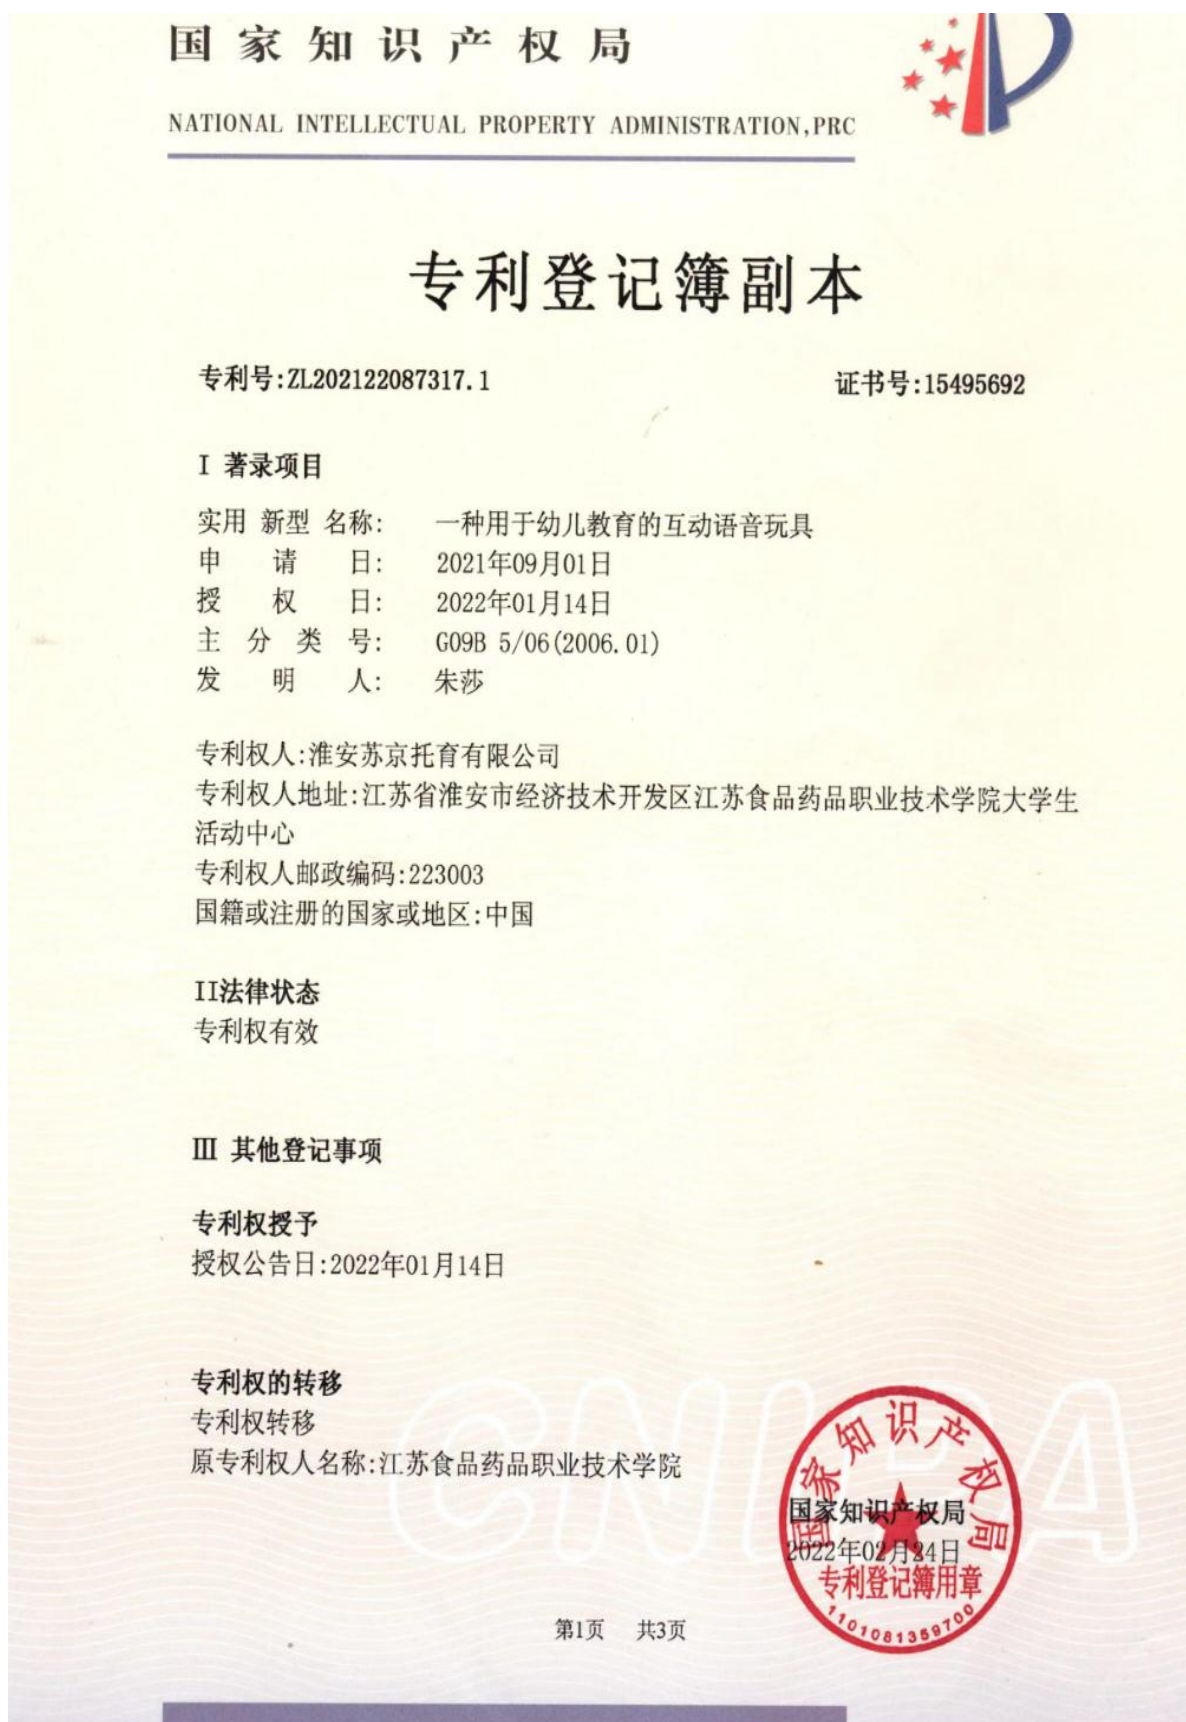 国家知识产权局
NATIONAL INTELLECTUAL PROPERTY ADMINISTRATION,PRC
专利登记簿副本
专利号:ZL202122087317.1 证书号:15495692
I 著录项目
实用 新型 名称: 一种用于幼儿教育的互动语音玩具
申 请 日: 2021年09月01日
授 权 日: 2022年01月14日
主 分 类 号: G09B 5/06(2006.01)
发 明 人: 朱莎
专利权人:淮安苏京托育有限公司
专利权人地址:江苏省淮安市经济技术开发区江苏食品药品职业技术学院大学生
活动中心
专利权人邮政编码:223003
国籍或注册的国家或地区:中国
II法律状态
专利权有效
III 其他登记事项
专利权授予
授权公告日:2022年01月14日
专利权的转移
专利权转移
原专利权人名称:江苏食品药品职业技术学院
CNIPA
国家知识产权局
国家知识产权局
2022年02月24日
专利登记簿用章
1101081359700
第1页 共3页